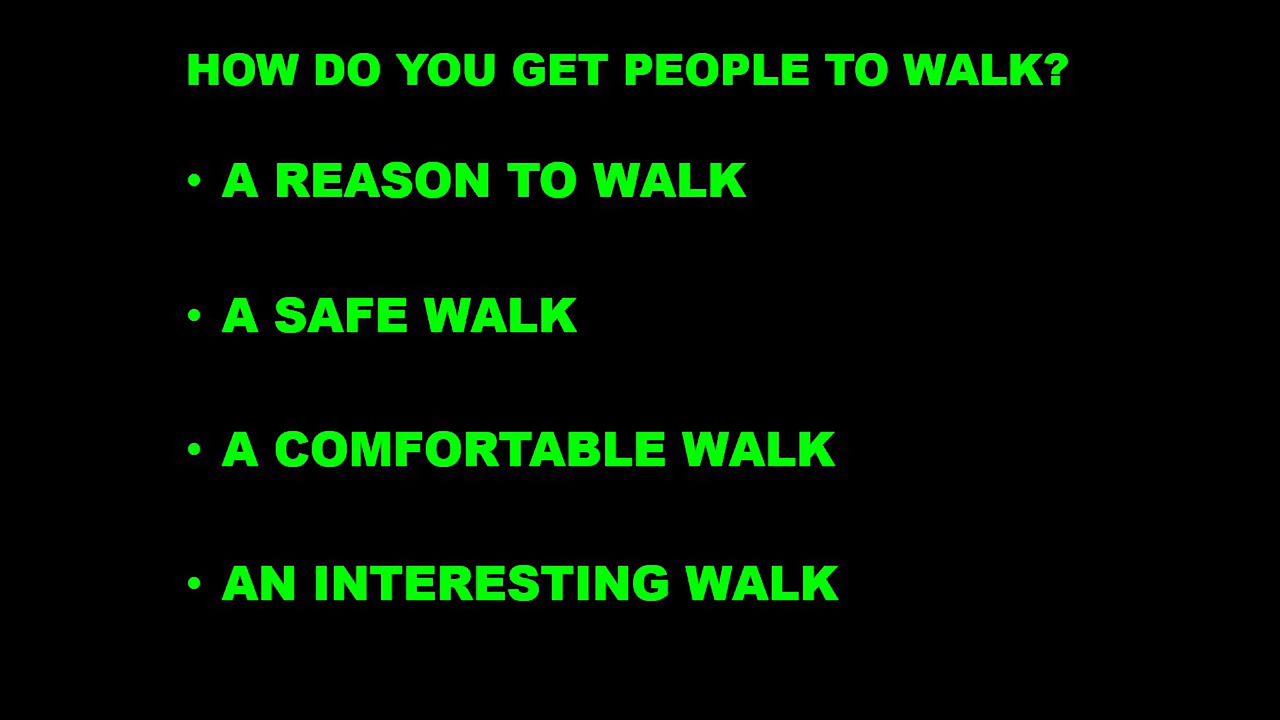 HOW DO YOU GET PEOPLE TO WALK?
• A REASON TO WALK
• A SAFE WALK
• A COMFORTABLE WALK
• AN INTERESTING WALK